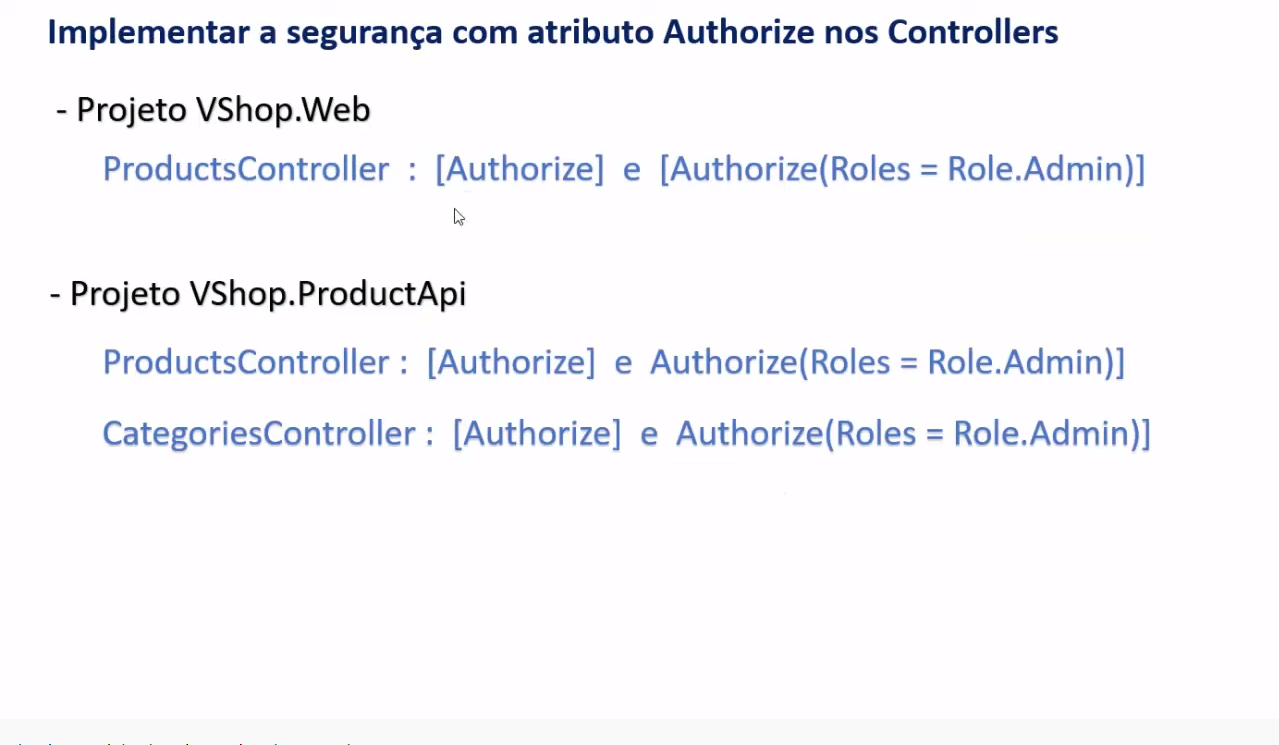 Implementar a segurança com atributo Authorize nos Controllers
- Projeto VShop.Web
ProductsController : [Authorize] e [Authorize(Roles = Role.Admin)]
- Projeto VShop.ProductApi
ProductsController : [Authorize] e Authorize(Roles = Role.Admin)]
CategoriesController : [Authorize] e Authorize(Roles = Role.Admin)]